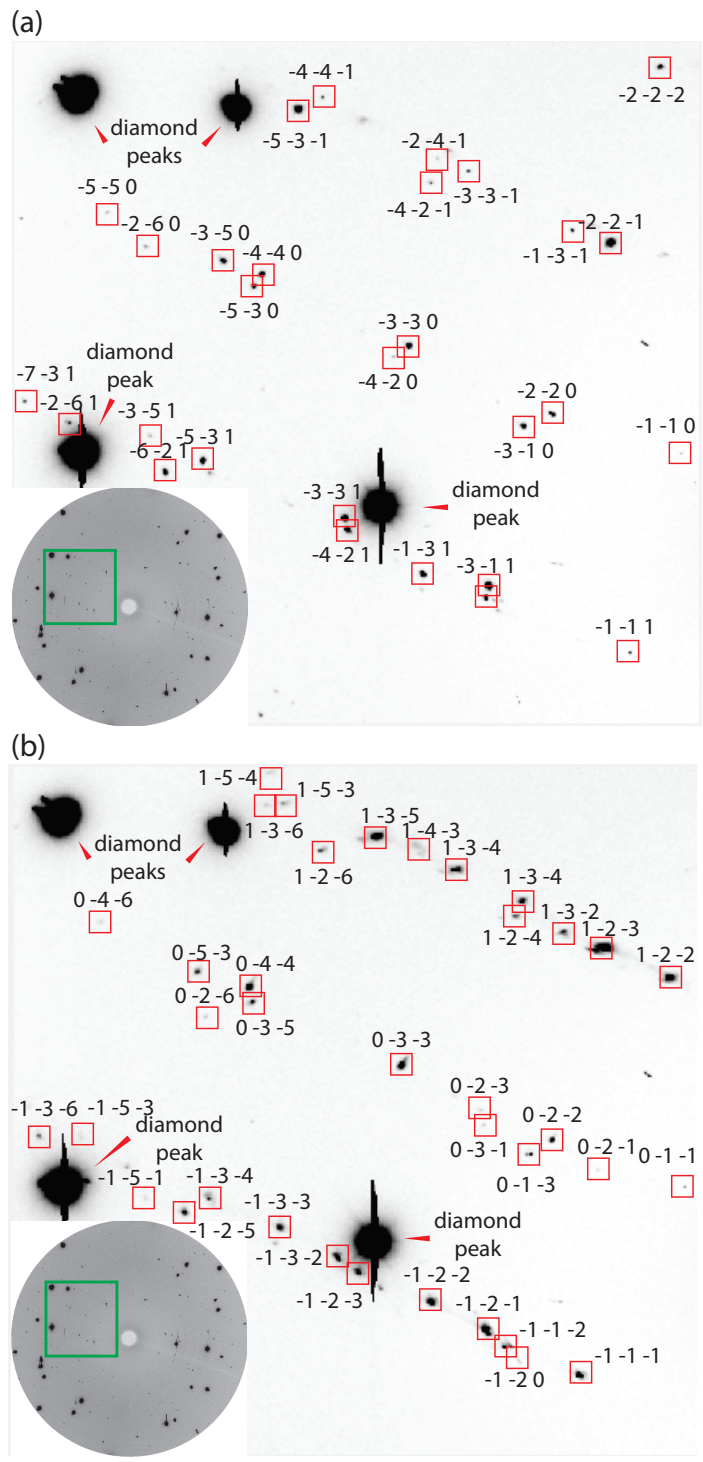 (a)
-4 -4 -1
-2 -2 -2
diamond
peaks
-5 -3 -1
-2 -4 -1
-3 -3 -1
-4 -2 -1
-5 -5 0
-2 -6 0
-3 -5 0
-4 -4 0
-5 -3 0
-2 -2 -1
-1 -3 -1
-3 -3 0
-4 -2 0
diamond
peak
-7 -3 1
-2 -6 1
-3 -5 1
-5 -3 1
-6 -2 1
-2 -2 0
-3 -1 0
-1 -1 0
-3 -3 1
diamond
peak
-4 -2 1
-1 -3 1
-3 -1 1
-1 -1 1
(b)
1 -5 -4
1 -5 -3
1 -3 -6
1 -3 -5
1 -4 -3
1 -3 -4
diamond
peaks
1 -2 -6
1 -3 -4
0 -4 -6
1 -2 -4
1 -3 -2
1 -2 -3
1 -2 -2
0 -5 -3
0 -4 -4
0 -2 -6
0 -3 -5
0 -3 -3
0 -2 -3
0 -3 -1
0 -2 -2
0 -2 -1
0 -1 -1
0 -1 -3
-1 -3 -6
-1 -5 -3
diamond
peak
-1 -5 -1
-1 -3 -4
-1 -2 -5
-1 -3 -3
-1 -3 -2
-1 -2 -3
diamond
peak
-1 -2 -2
-1 -2 -1
-1 -1 -2
-1 -2 0
-1 -1 -1